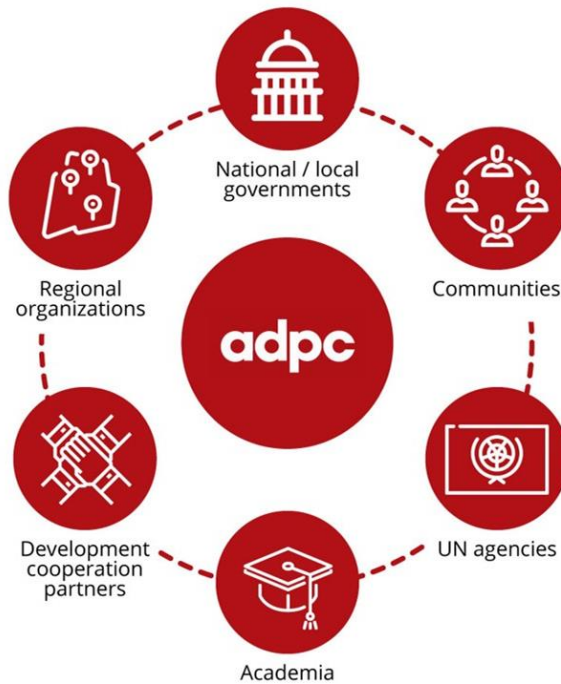 National / local
governments
Regional
organizations
Communities
adpc
Development
cooperation
partners
UN agencies
Academia